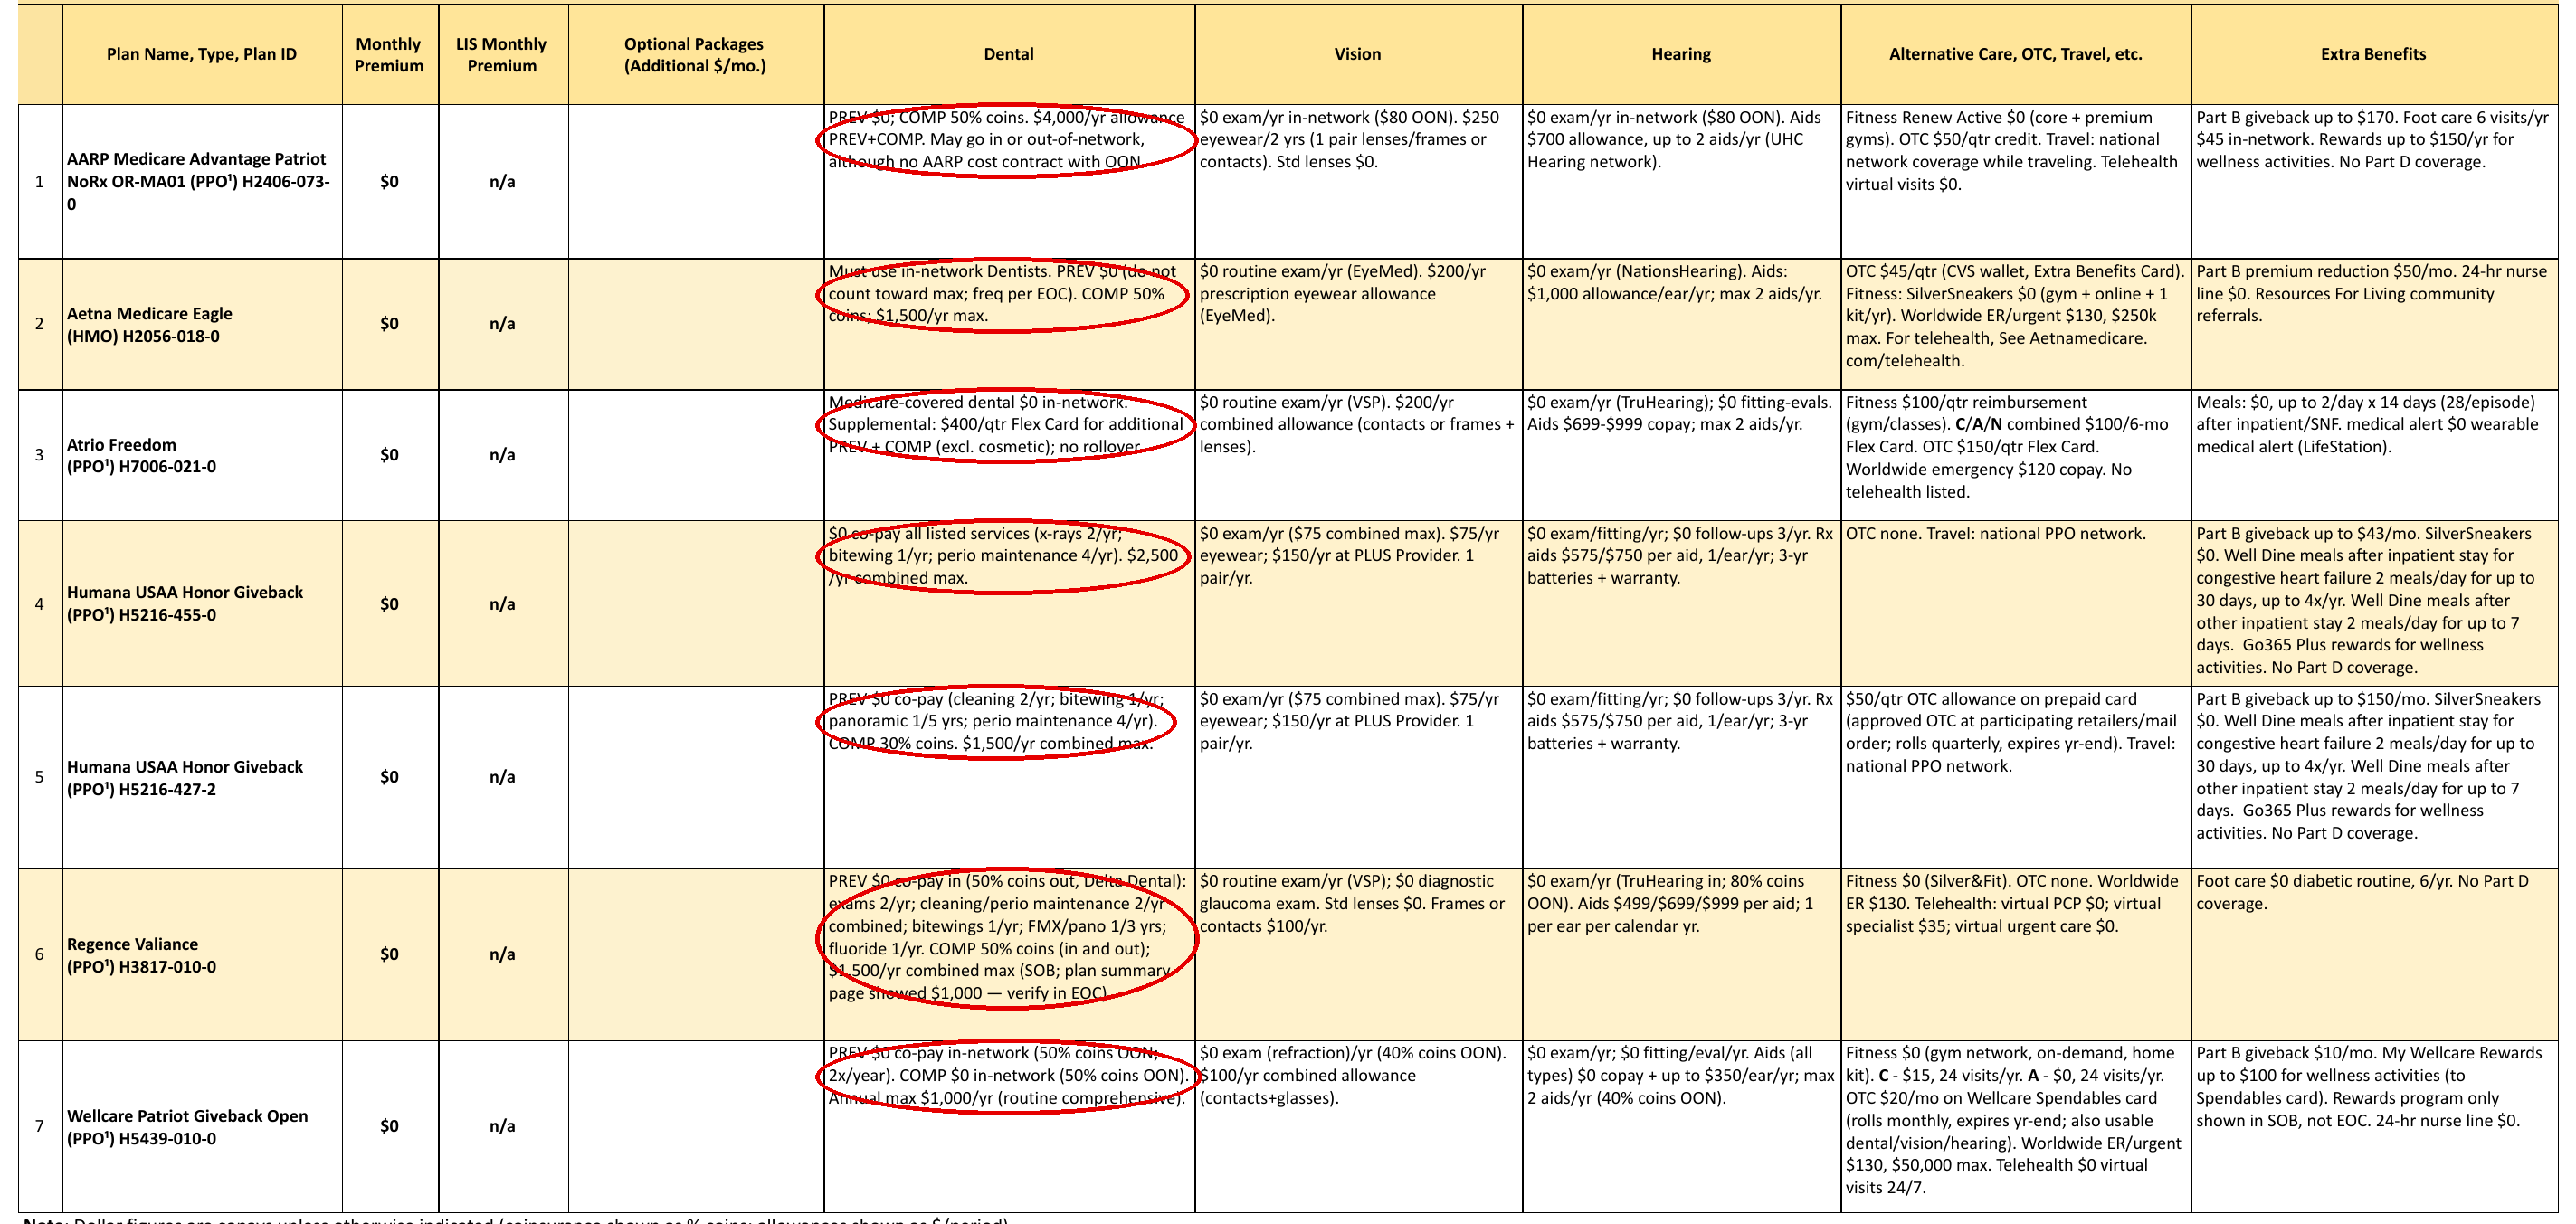 Plan Name, Type, Plan ID
Monthly
Premium
LIS Monthly
Premium
Optional Packages
(Additional $/mo.)
Dental
Vision
Hearing
Alternative Care, OTC, Travel, etc.
Extra Benefits
1
AARP Medicare Advantage Patriot
NoRx OR-MA01 (PPO¹) H2406-073-
0
$0
n/a
PREV $0; COMP 50% coins. $4,000/yr allowance
PREV+COMP. May go in or out-of-network,
although no AARP cost contract with OON.
$0 exam/yr in-network ($80 OON). $250
eyewear/2 yrs (1 pair lenses/frames or
contacts). Std lenses $0.
$0 exam/yr in-network ($80 OON). Aids
$700 allowance, up to 2 aids/yr (UHC
Hearing network).
Fitness Renew Active $0 (core + premium
gyms). OTC $50/qtr credit. Travel: national
network coverage while traveling. Telehealth
virtual visits $0.
Part B giveback up to $170. Foot care 6 visits/yr
$45 in-network. Rewards up to $150/yr for
wellness activities. No Part D coverage.
2
Aetna Medicare Eagle
(HMO) H2056-018-0
$0
n/a
Must use in-network Dentists. PREV $0 (do not
count toward max; freq per EOC). COMP 50%
coins; $1,500/yr max.
$0 routine exam/yr (EyeMed). $200/yr
prescription eyewear allowance
(EyeMed).
$0 exam/yr (NationsHearing). Aids:
$1,000 allowance/ear/yr; max 2 aids/yr.
OTC $45/qtr (CVS wallet, Extra Benefits Card).
Fitness: SilverSneakers $0 (gym + online + 1
kit/yr). Worldwide ER/urgent $130, $250k
max. For telehealth, See Aetnamedicare.
com/telehealth.
Part B premium reduction $50/mo. 24-hr nurse
line $0. Resources For Living community
referrals.
3
Atrio Freedom
(PPO¹) H7006-021-0
$0
n/a
Medicare-covered dental $0 in-network.
Supplemental: $400/qtr Flex Card for additional
PREV + COMP (excl. cosmetic); no rollover.
$0 routine exam/yr (VSP). $200/yr
combined allowance (contacts or frames +
lenses).
$0 exam/yr (TruHearing); $0 fitting-evals.
Aids $699-$999 copay; max 2 aids/yr.
Fitness $100/qtr reimbursement
(gym/classes). C/A/N combined $100/6-mo
Flex Card. OTC $150/qtr Flex Card.
Worldwide emergency $120 copay. No
telehealth listed.
Meals: $0, up to 2/day x 14 days (28/episode)
after inpatient/SNF. medical alert $0 wearable
medical alert (LifeStation).
4
Humana USAA Honor Giveback
(PPO¹) H5216-455-0
$0
n/a
$0 co-pay all listed services (x-rays 2/yr;
bitewing 1/yr; perio maintenance 4/yr). $2,500
/yr combined max.
$0 exam/yr ($75 combined max). $75/yr
eyewear; $150/yr at PLUS Provider. 1
pair/yr.
$0 exam/fitting/yr; $0 follow-ups 3/yr. Rx
aids $575/$750 per aid, 1/ear/yr; 3-yr
batteries + warranty.
OTC none. Travel: national PPO network.
Part B giveback up to $43/mo. SilverSneakers
$0. Well Dine meals after inpatient stay for
congestive heart failure 2 meals/day for up to
30 days, up to 4x/yr. Well Dine meals after
other inpatient stay 2 meals/day for up to 7
days.  Go365 Plus rewards for wellness
activities. No Part D coverage.
5
Humana USAA Honor Giveback
(PPO¹) H5216-427-2
$0
n/a
PREV $0 co-pay (cleaning 2/yr; bitewing 1/yr;
panoramic 1/5 yrs; perio maintenance 4/yr).
COMP 30% coins. $1,500/yr combined max.
$0 exam/yr ($75 combined max). $75/yr
eyewear; $150/yr at PLUS Provider. 1
pair/yr.
$0 exam/fitting/yr; $0 follow-ups 3/yr. Rx
aids $575/$750 per aid, 1/ear/yr; 3-yr
batteries + warranty.
$50/qtr OTC allowance on prepaid card
(approved OTC at participating retailers/mail
order; rolls quarterly, expires yr-end). Travel:
national PPO network.
Part B giveback up to $150/mo. SilverSneakers
$0. Well Dine meals after inpatient stay for
congestive heart failure 2 meals/day for up to
30 days, up to 4x/yr. Well Dine meals after
other inpatient stay 2 meals/day for up to 7
days.  Go365 Plus rewards for wellness
activities. No Part D coverage.
6
Regence Valiance
(PPO¹) H3817-010-0
$0
n/a
PREV $0 co-pay in (50% coins out, Delta Dental):
exams 2/yr; cleaning/perio maintenance 2/yr
combined; bitewings 1/yr; FMX/pano 1/3 yrs;
fluoride 1/yr. COMP 50% coins (in and out);
$1,500/yr combined max (SOB; plan summary
page showed $1,000 — verify in EOC).
$0 routine exam/yr (VSP); $0 diagnostic
glaucoma exam. Std lenses $0. Frames or
contacts $100/yr.
$0 exam/yr (TruHearing in; 80% coins
OON). Aids $499/$699/$999 per aid; 1
per ear per calendar yr.
Fitness $0 (Silver&Fit). OTC none. Worldwide
ER $130. Telehealth: virtual PCP $0; virtual
specialist $35; virtual urgent care $0.
Foot care $0 diabetic routine, 6/yr. No Part D
coverage.
7
Wellcare Patriot Giveback Open
(PPO¹) H5439-010-0
$0
n/a
PREV $0 co-pay in-network (50% coins OON;
2x/year). COMP $0 in-network (50% coins OON).
Annual max $1,000/yr (routine comprehensive).
$0 exam (refraction)/yr (40% coins OON).
$100/yr combined allowance
(contacts+glasses).
$0 exam/yr; $0 fitting/eval/yr. Aids (all
types) $0 copay + up to $350/ear/yr; max
2 aids/yr (40% coins OON).
Fitness $0 (gym network, on-demand, home
kit). C - $15, 24 visits/yr. A - $0, 24 visits/yr.
OTC $20/mo on Wellcare Spendables card
(rolls monthly, expires yr-end; also usable
dental/vision/hearing). Worldwide ER/urgent
$130, $50,000 max. Telehealth $0 virtual
visits 24/7.
Part B giveback $10/mo. My Wellcare Rewards
up to $100 for wellness activities (to
Spendables card). Rewards program only
shown in SOB, not EOC. 24-hr nurse line $0.
Note: Dollar figures are copays unless otherwise indicated (coinsurance shown as % coins; allowances shown as $/period)